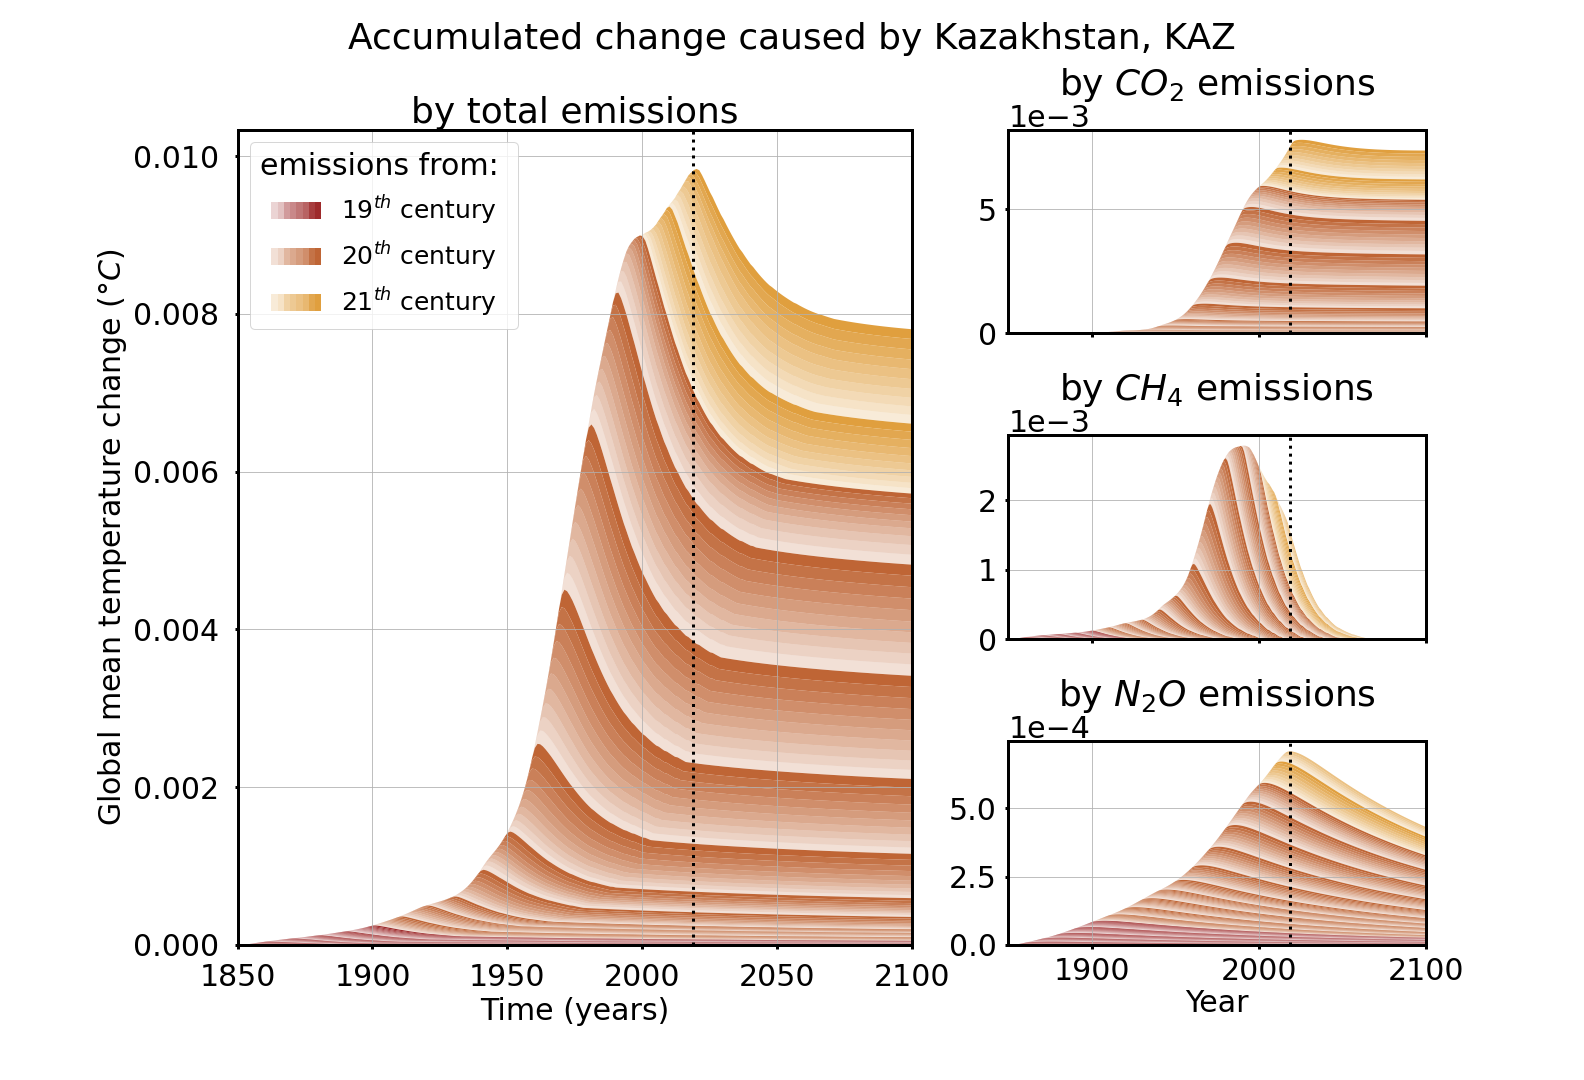 Accumulated change caused by Kazakhstan, KAZ
by total emissions
0.010
0.008
0.006
0.004
0.002
0.000
Global mean temperature change (°C)
emissions from:
19th century
20th century
21th century
1850 1900 1950 2000 2050 2100
Time (years)
by CO2 emissions
1e−3
5
0
by CH4 emissions
1e−3
2
1
0
by N2O emissions
1e−4
5.0
2.5
0.0
1900 2000 2100
Year